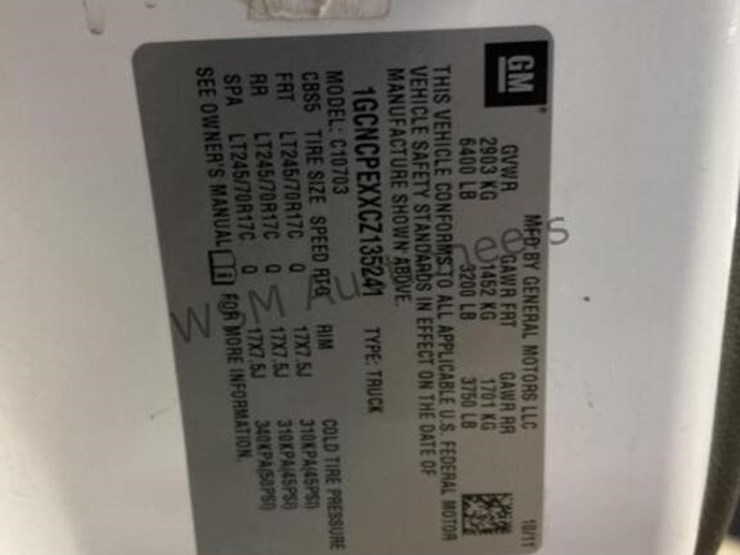 GM
MFD BY GENERAL MOTORS LLC 10/11
GVWR GAWR FRT GAWR RR
2903 KG 1452 KG 1701 KG
6400 LB 3200 LB 3750 LB
THIS VEHICLE CONFORMS TO ALL APPLICABLE U.S. FEDERAL MOTOR
VEHICLE SAFETY STANDARDS IN EFFECT ON THE DATE OF
MANUFACTURE SHOWN ABOVE.
1GCNCPEXXCZ135241 TYPE: TRUCK
MODEL: C10703
CBS5 TIRE SIZE SPEED RTG RIM COLD TIRE PRESSURE
FRT LT245/70R17C Q 17X7.5J 310KPA(45PSI)
RR LT245/70R17C Q 17X7.5J 310KPA(45PSI)
SPA LT245/70R17C Q 17X7.5J 340KPA(50PSI)
SEE OWNER'S MANUAL FOR MORE INFORMATION.
WSM Auctioneers